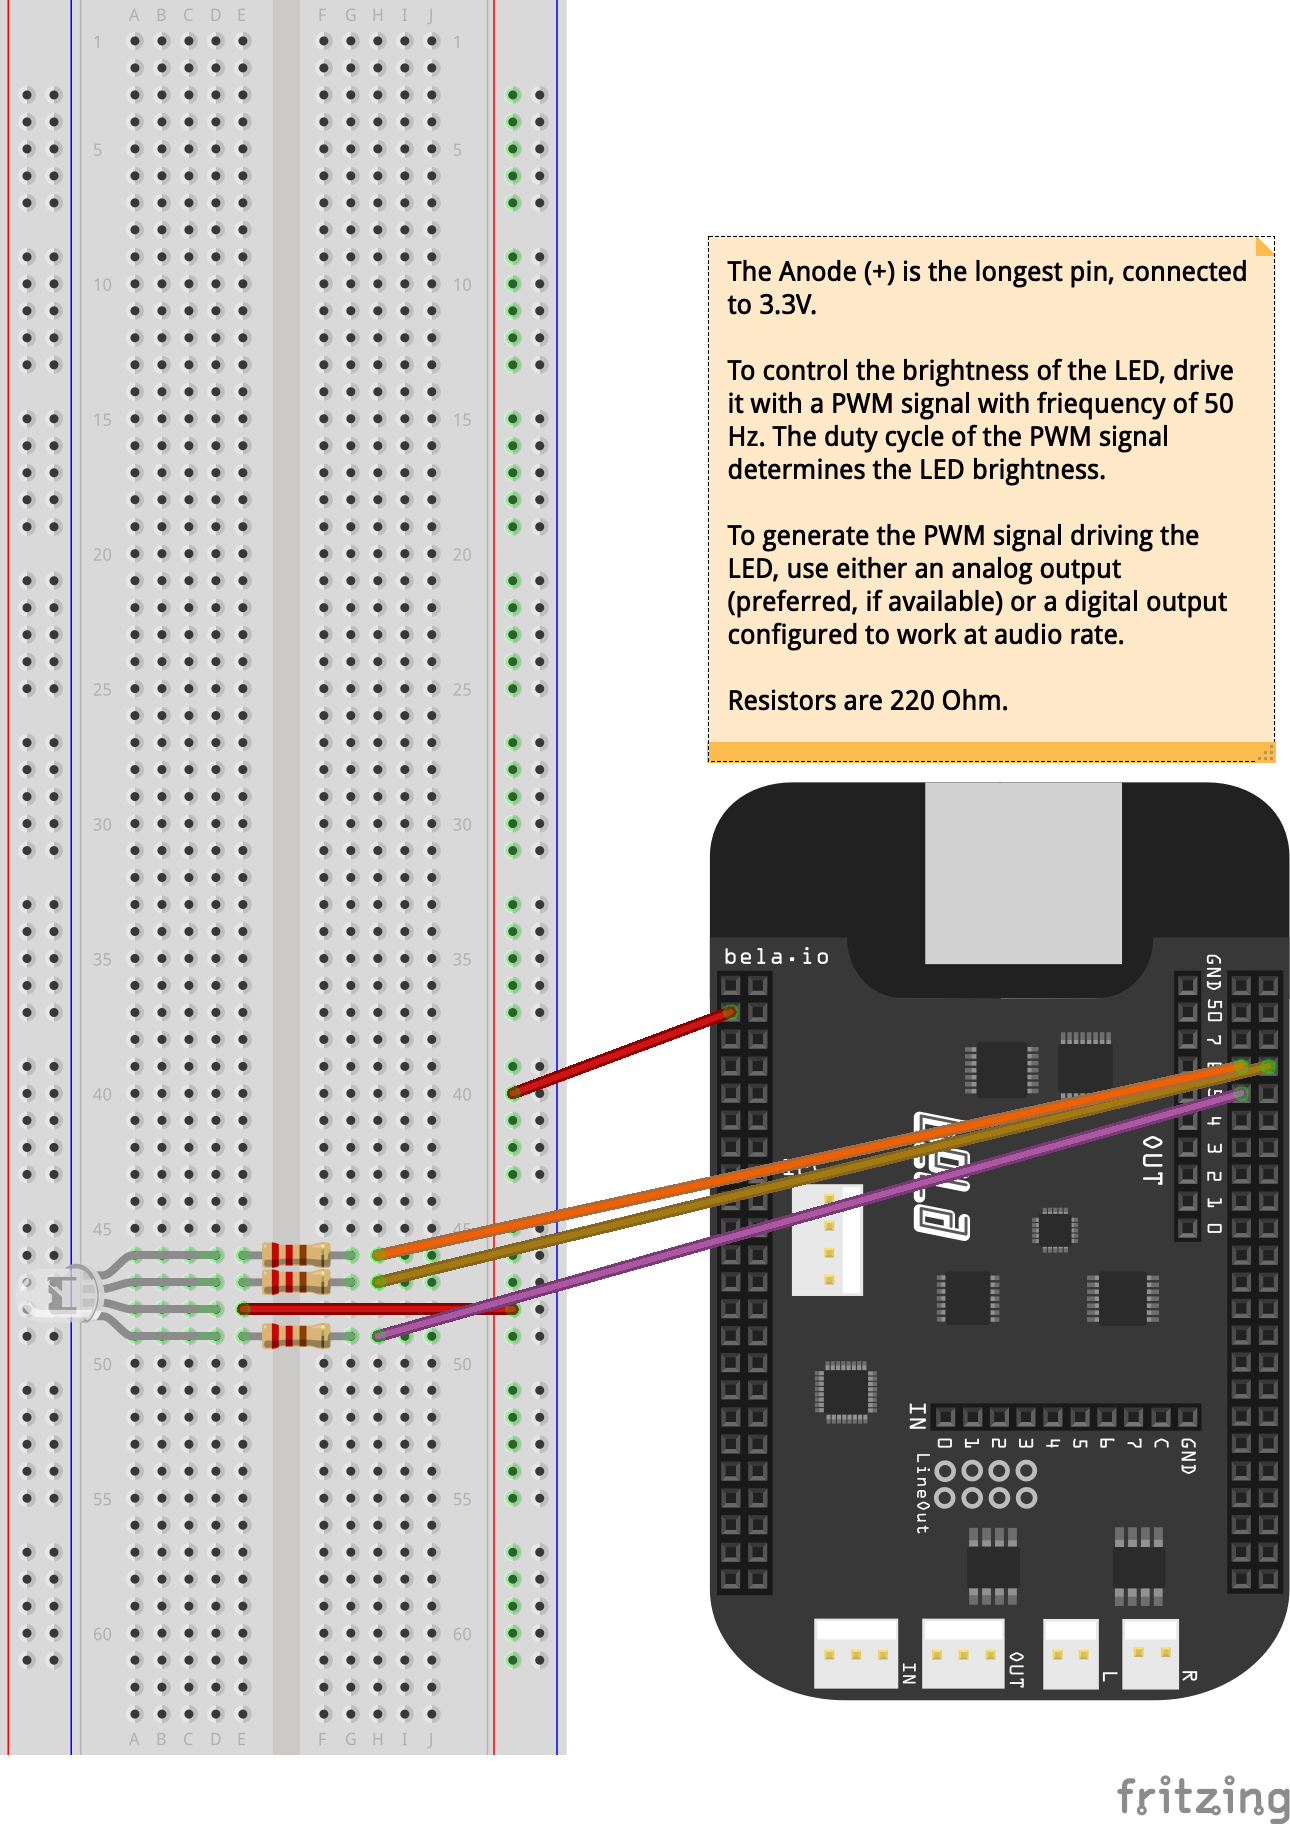 A B C D E F G H I J
1 1
5 5
10 10
15 15
20 20
25 25
30 30
35 35
40 40
45 45
50 50
55 55
60 60
A B C D E F G H I J
The Anode (+) is the longest pin, connected
to 3.3V.
To control the brightness of the LED, drive
it with a PWM signal with friequency of 50
Hz. The duty cycle of the PWM signal
determines the LED brightness.
To generate the PWM signal driving the
LED, use either an analog output
(preferred, if available) or a digital output
configured to work at audio rate.
Resistors are 220 Ohm.
bela.io
GND
50
7
4
3
2
1
0
OUT
IN
0 1 2 3 4 5 6 7 C GND
LineOut
IN
OUT
L
R
fritzing